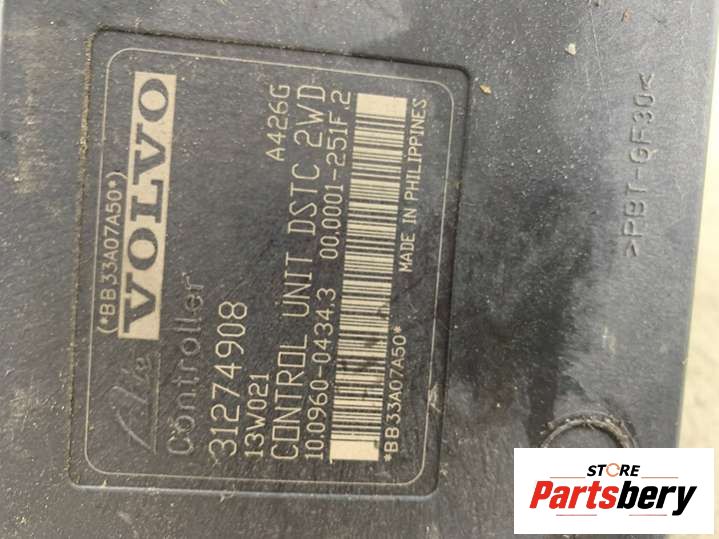 (*BB33A07A50*)
VOLVO
Ate
Controller
31274908
13W021 A426G
CONTROL UNIT DSTC 2WD
10.0960-0434.3 00.0001-251F.2
MADE IN PHILIPPINES
*BB33A07A50*
>PBT-GF30<
STORE
Partsbery